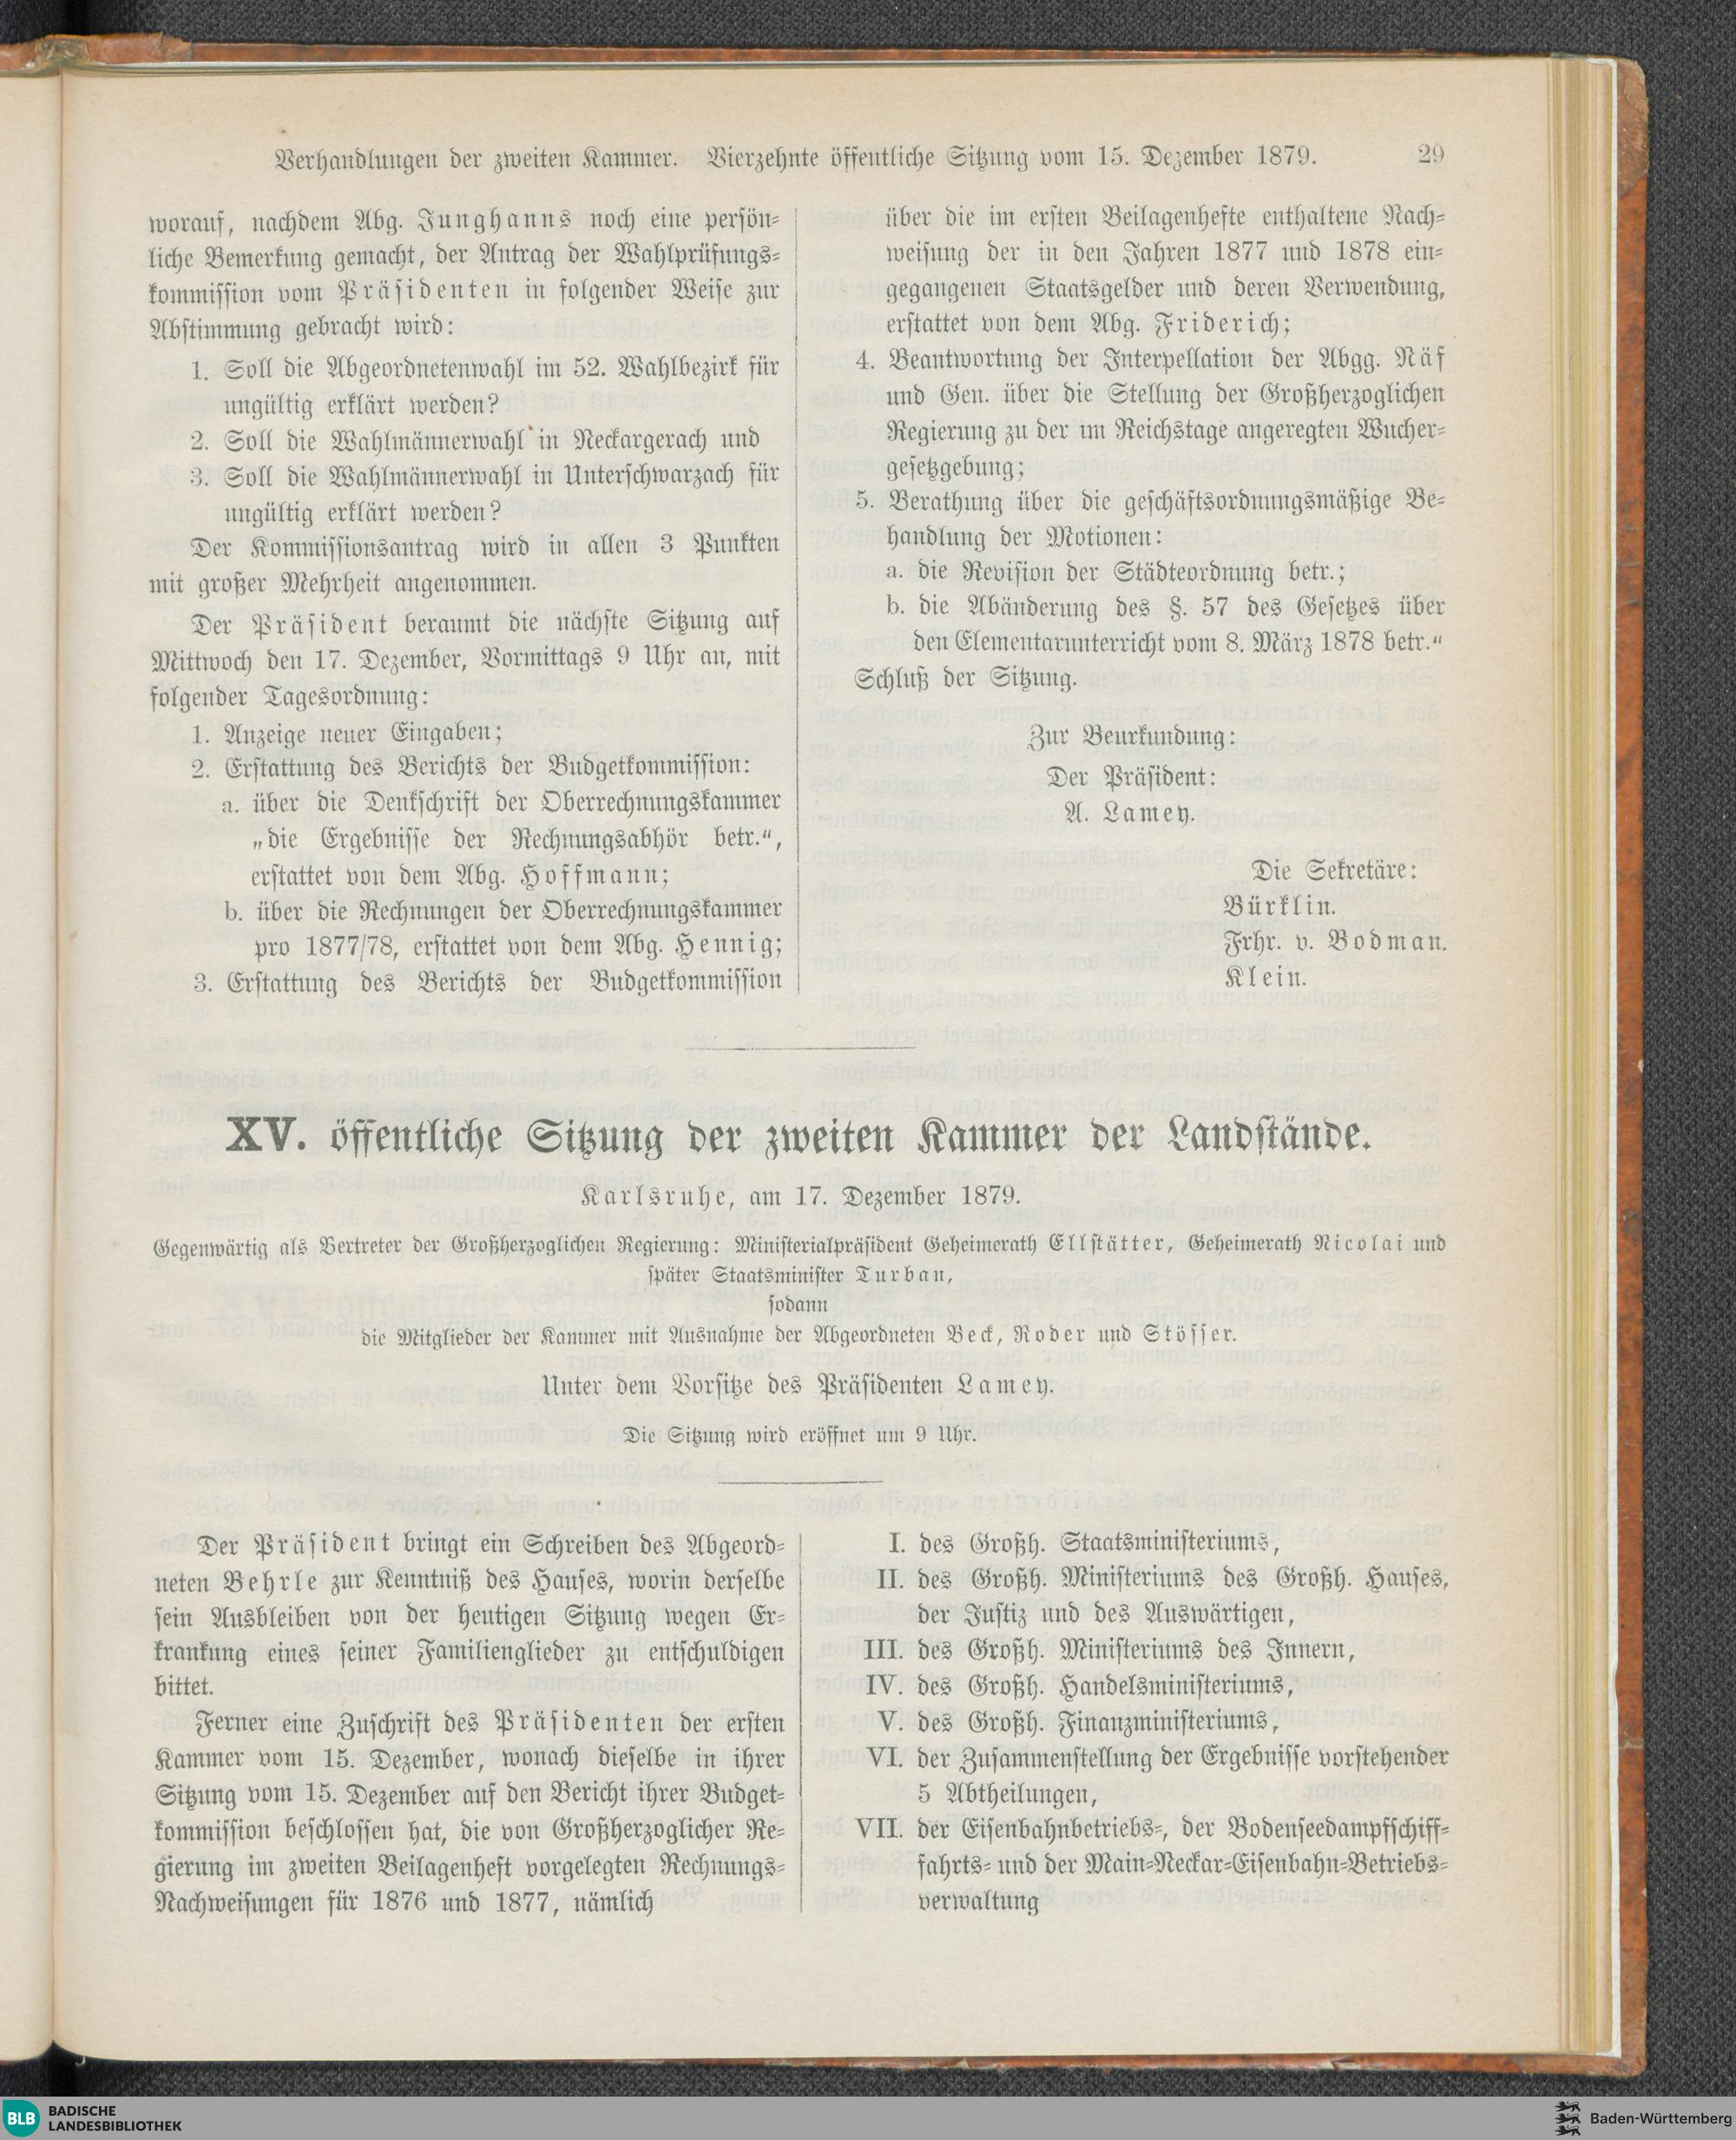 Verhandlungen der zweiten Kammer. Vierzehnte öffentliche Sitzung vom 15. Dezember 1879. 29
worauf, nachdem Abg. Junghanns noch eine persön-
liche Bemerkung gemacht, der Antrag der Wahlprüfungs-
kommission vom Präsidenten in folgender Weise zur
Abstimmung gebracht wird:
1. Soll die Abgeordnetenwahl im 52. Wahlbezirk für
ungültig erklärt werden?
2. Soll die Wahlmännerwahl in Neckargerach und
3. Soll die Wahlmännerwahl in Unterschwarzach für
ungültig erklärt werden?
Der Kommissionsantrag wird in allen 3 Punkten
mit großer Mehrheit angenommen.
Der Präsident beraumt die nächste Sitzung auf
Mittwoch den 17. Dezember, Vormittags 9 Uhr an, mit
folgender Tagesordnung:
1. Anzeige neuer Eingaben;
2. Erstattung des Berichts der Budgetkommission:
a. über die Denkschrift der Oberrechnungskammer
„die Ergebnisse der Rechnungsabhör betr.“,
erstattet von dem Abg. Hoffmann;
b. über die Rechnungen der Oberrechnungskammer
pro 1877/78, erstattet von dem Abg. Hennig;
3. Erstattung des Berichts der Budgetkommission
über die im ersten Beilagenhefte enthaltene Nach-
weisung der in den Jahren 1877 und 1878 ein-
gegangenen Staatsgelder und deren Verwendung,
erstattet von dem Abg. Friderich;
4. Beantwortung der Interpellation der Abgg. Näf
und Gen. über die Stellung der Großherzoglichen
Regierung zu der im Reichstage angeregten Wucher-
gesetzgebung;
5. Berathung über die geschäftsordnungsmäßige Be-
handlung der Motionen:
a. die Revision der Städteordnung betr.;
b. die Abänderung des §. 57 des Gesetzes über
den Elementarunterricht vom 8. März 1878 betr.“
Schluß der Sitzung.
Zur Beurkundung:
Der Präsident:
A. Lamey.
Die Sekretäre:
Bürklin.
Frhr. v. Bodman.
Klein.
XV. öffentliche Sitzung der zweiten Kammer der Landstände.
Karlsruhe, am 17. Dezember 1879.
Gegenwärtig als Vertreter der Großherzoglichen Regierung: Ministerialpräsident Geheimerath Ellstätter, Geheimerath Nicolai und
später Staatsminister Turban,
sodann
die Mitglieder der Kammer mit Ausnahme der Abgeordneten Beck, Roder und Stösser.
Unter dem Vorsitze des Präsidenten Lamey.
Die Sitzung wird eröffnet um 9 Uhr.
Der Präsident bringt ein Schreiben des Abgeord-
neten Behrle zur Kenntniß des Hauses, worin derselbe
sein Ausbleiben von der heutigen Sitzung wegen Er-
krankung eines seiner Familienglieder zu entschuldigen
bittet.
Ferner eine Zuschrift des Präsidenten der ersten
Kammer vom 15. Dezember, wonach dieselbe in ihrer
Sitzung vom 15. Dezember auf den Bericht ihrer Budget-
kommission beschlossen hat, die von Großherzoglicher Re-
gierung im zweiten Beilagenheft vorgelegten Rechnungs-
Nachweisungen für 1876 und 1877, nämlich
I. des Großh. Staatsministeriums,
II. des Großh. Ministeriums des Großh. Hauses,
der Justiz und des Auswärtigen,
III. des Großh. Ministeriums des Innern,
IV. des Großh. Handelsministeriums,
V. des Großh. Finanzministeriums,
VI. der Zusammenstellung der Ergebnisse vorstehender
5 Abtheilungen,
VII. der Eisenbahnbetriebs-, der Bodenseedampfschiff-
fahrts- und der Main-Neckar-Eisenbahn-Betriebs-
verwaltung
BLB BADISCHE
LANDESBIBLIOTHEK
Baden-Württemberg